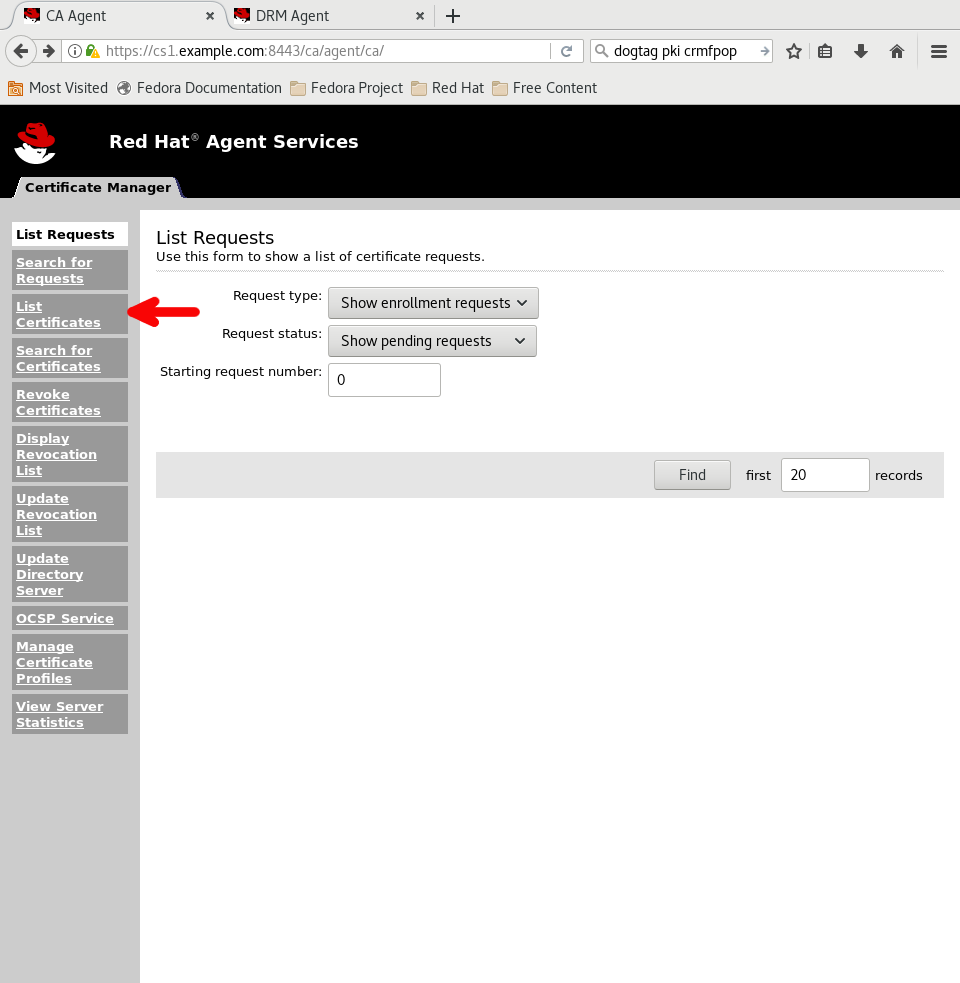 CA Agent
DRM Agent
https://cs1.example.com:8443/ca/agent/ca/
dogtag pki crmfpop
Most Visited
Fedora Documentation
Fedora Project
Red Hat
Free Content
Red Hat® Agent Services
Certificate Manager
List Requests
Search for
Requests
List
Certificates
Search for
Certificates
Revoke
Certificates
Display
Revocation
List
Update
Revocation
List
Update
Directory
Server
OCSP Service
Manage
Certificate
Profiles
View Server
Statistics
List Requests
Use this form to show a list of certificate requests.
Request type: Show enrollment requests
Request status: Show pending requests
Starting request number: 0
Find first 20 records